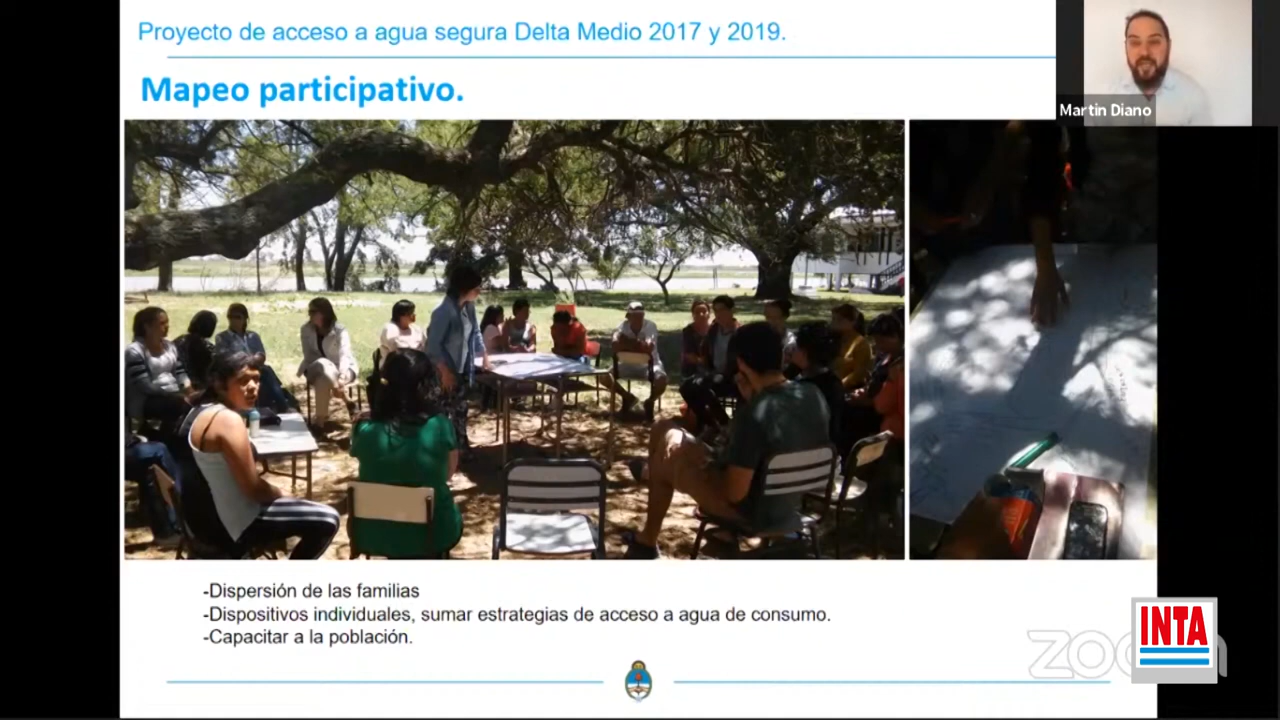 Proyecto de acceso a agua segura Delta Medio 2017 y 2019.
Mapeo participativo.
Martin Diano
-Dispersión de las familias
-Dispositivos individuales, sumar estrategias de acceso a agua de consumo.
-Capacitar a la población.
zoom
INTA